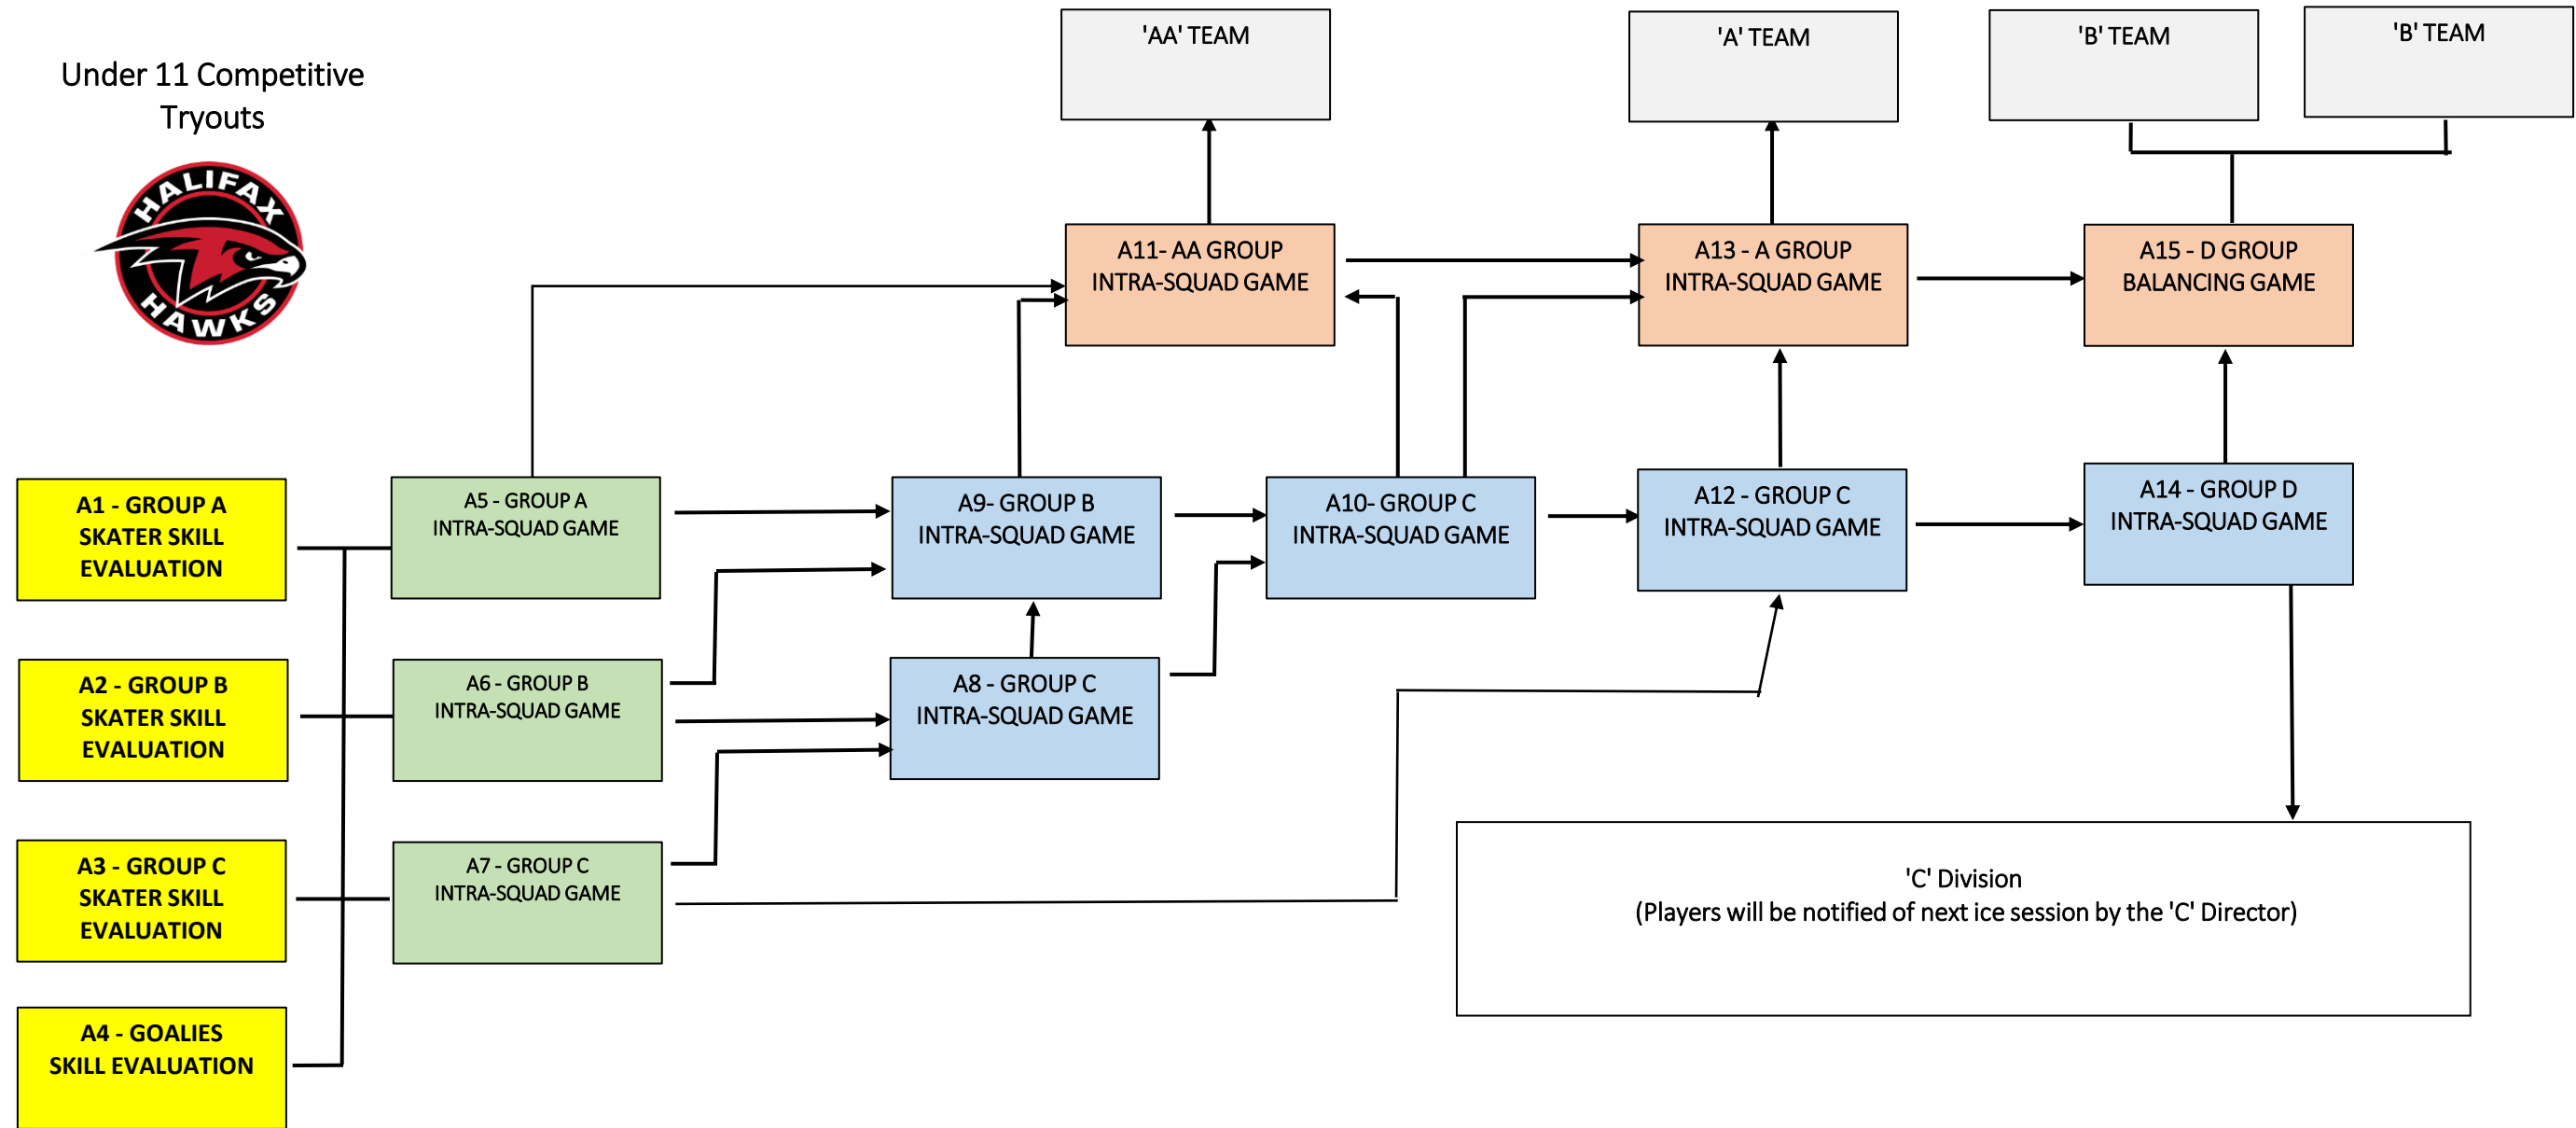 Under 11 Competitive
Tryouts
HALIFAX
HAWKS
'AA' TEAM
'A' TEAM
'B' TEAM
'B' TEAM
A11- AA GROUP
INTRA-SQUAD GAME
A13 - A GROUP
INTRA-SQUAD GAME
A15 - D GROUP
BALANCING GAME
A1 - GROUP A
SKATER SKILL
EVALUATION
A5 - GROUP A
INTRA-SQUAD GAME
A9- GROUP B
INTRA-SQUAD GAME
A10- GROUP C
INTRA-SQUAD GAME
A12 - GROUP C
INTRA-SQUAD GAME
A14 - GROUP D
INTRA-SQUAD GAME
A2 - GROUP B
SKATER SKILL
EVALUATION
A6 - GROUP B
INTRA-SQUAD GAME
A8 - GROUP C
INTRA-SQUAD GAME
A3 - GROUP C
SKATER SKILL
EVALUATION
A7 - GROUP C
INTRA-SQUAD GAME
'C' Division
(Players will be notified of next ice session by the 'C' Director)
A4 - GOALIES
SKILL EVALUATION